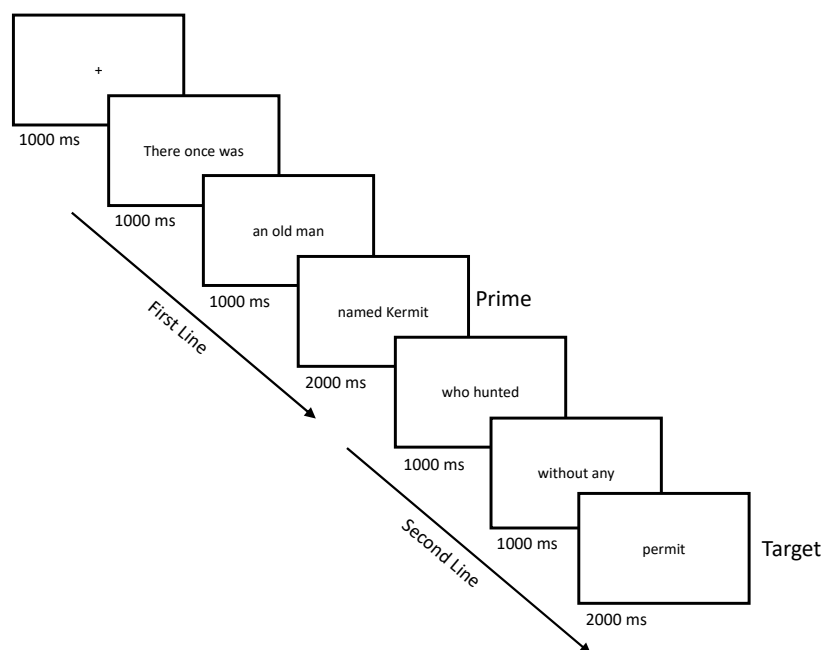 +
1000 ms
There once was
1000 ms
an old man
1000 ms
named Kermit
Prime
2000 ms
First Line
who hunted
1000 ms
without any
1000 ms
permit
Target
2000 ms
Second Line